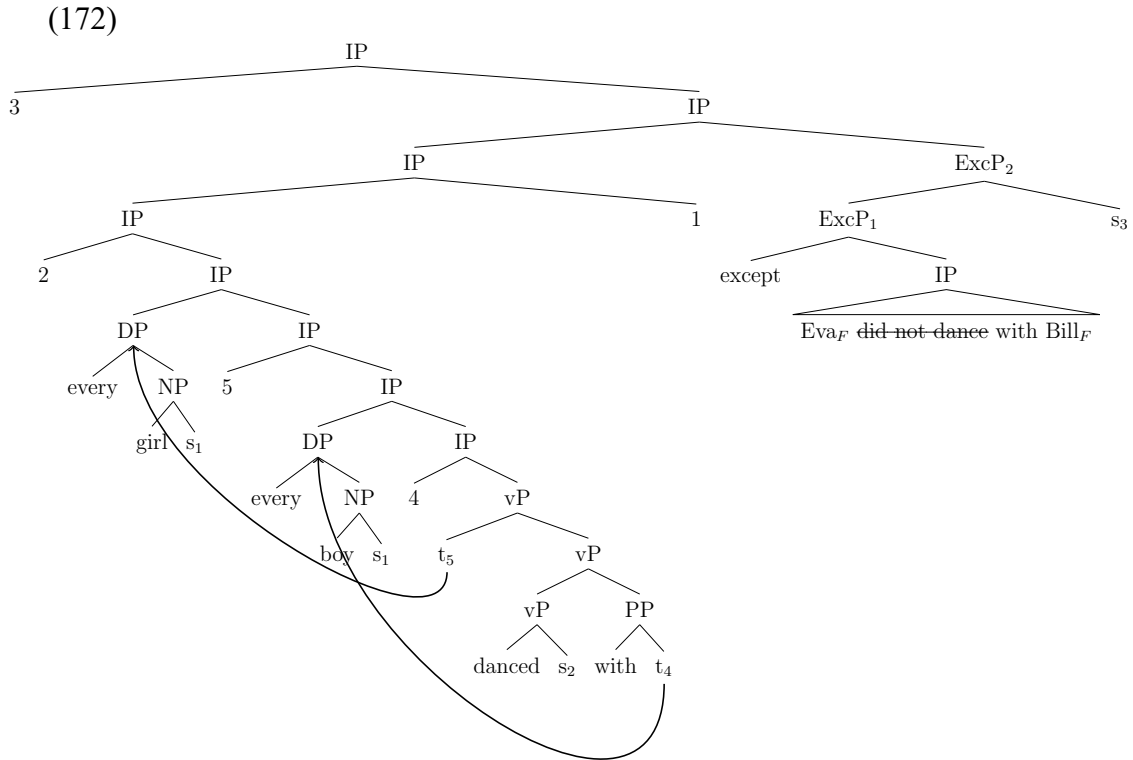 (172)
IP
3 IP
IP ExcP₂
IP 1 ExcP₁ s₃
2 IP except IP
DP IP Eva_F ~~did not dance~~ with Bill_F
every NP 5 IP
girl s₁ DP IP
every NP 4 vP
boy s₁ t₅ vP
vP PP
danced s₂ with t₄